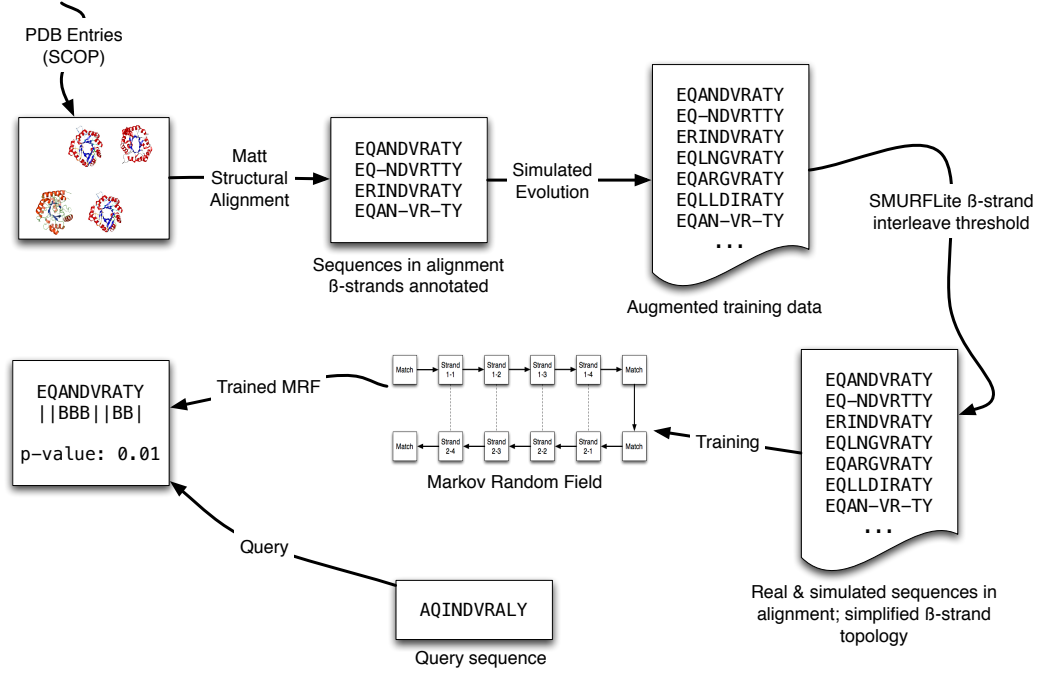 PDB Entries
(SCOP)
Matt
Structural
Alignment
EQANDVRATY
EQ-NDVRTTY
ERINDVRATY
EQAN-VR-TY
Sequences in alignment
ß-strands annotated
Simulated
Evolution
EQANDVRATY
EQ-NDVRTTY
ERINDVRATY
EQLNGVRATY
EQARGVRATY
EQLLDIRATY
EQAN-VR-TY
...
Augmented training data
SMURFLite ß-strand
interleave threshold
EQANDVRATY
EQ-NDVRATY
ERINDVRATY
EQLNGVRATY
EQARGVRATY
EQLLDIRATY
EQAN-VR-TY
...
Real & simulated sequences in
alignment; simplified ß-strand
topology
Training
Match
Strand
1-1
Strand
1-2
Strand
1-3
Strand
1-4
Match
Match
Strand
2-4
Strand
2-3
Strand
2-2
Strand
2-1
Match
Markov Random Field
Trained MRF
EQANDVRATY
||BBB||BB|
p-value: 0.01
Query
AQINDVRALY
Query sequence